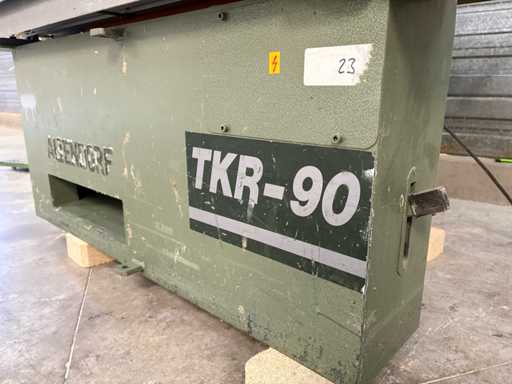 23
ALTENDORF
TKR-90